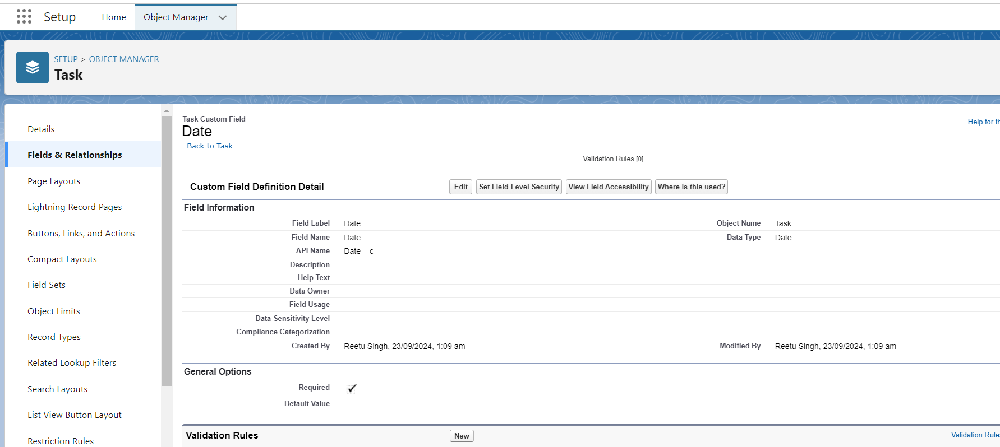 Setup
Home
Object Manager
SETUP > OBJECT MANAGER
Task
Details
Fields & Relationships
Page Layouts
Lightning Record Pages
Buttons, Links, and Actions
Compact Layouts
Field Sets
Object Limits
Record Types
Related Lookup Filters
Search Layouts
List View Button Layout
Restriction Rules
Task Custom Field
Date
Back to Task
Help for th
Validation Rules [0]
Custom Field Definition Detail
Edit
Set Field-Level Security
View Field Accessibility
Where is this used?
Field Information
Field Label Date Object Name Task
Field Name Date Data Type Date
API Name Date__c
Description
Help Text
Data Owner
Field Usage
Data Sensitivity Level
Compliance Categorization
Created By Reetu Singh, 23/09/2024, 1:09 am Modified By Reetu Singh, 23/09/2024, 1:09 am
General Options
Required
Default Value
Validation Rules New Validation Rules